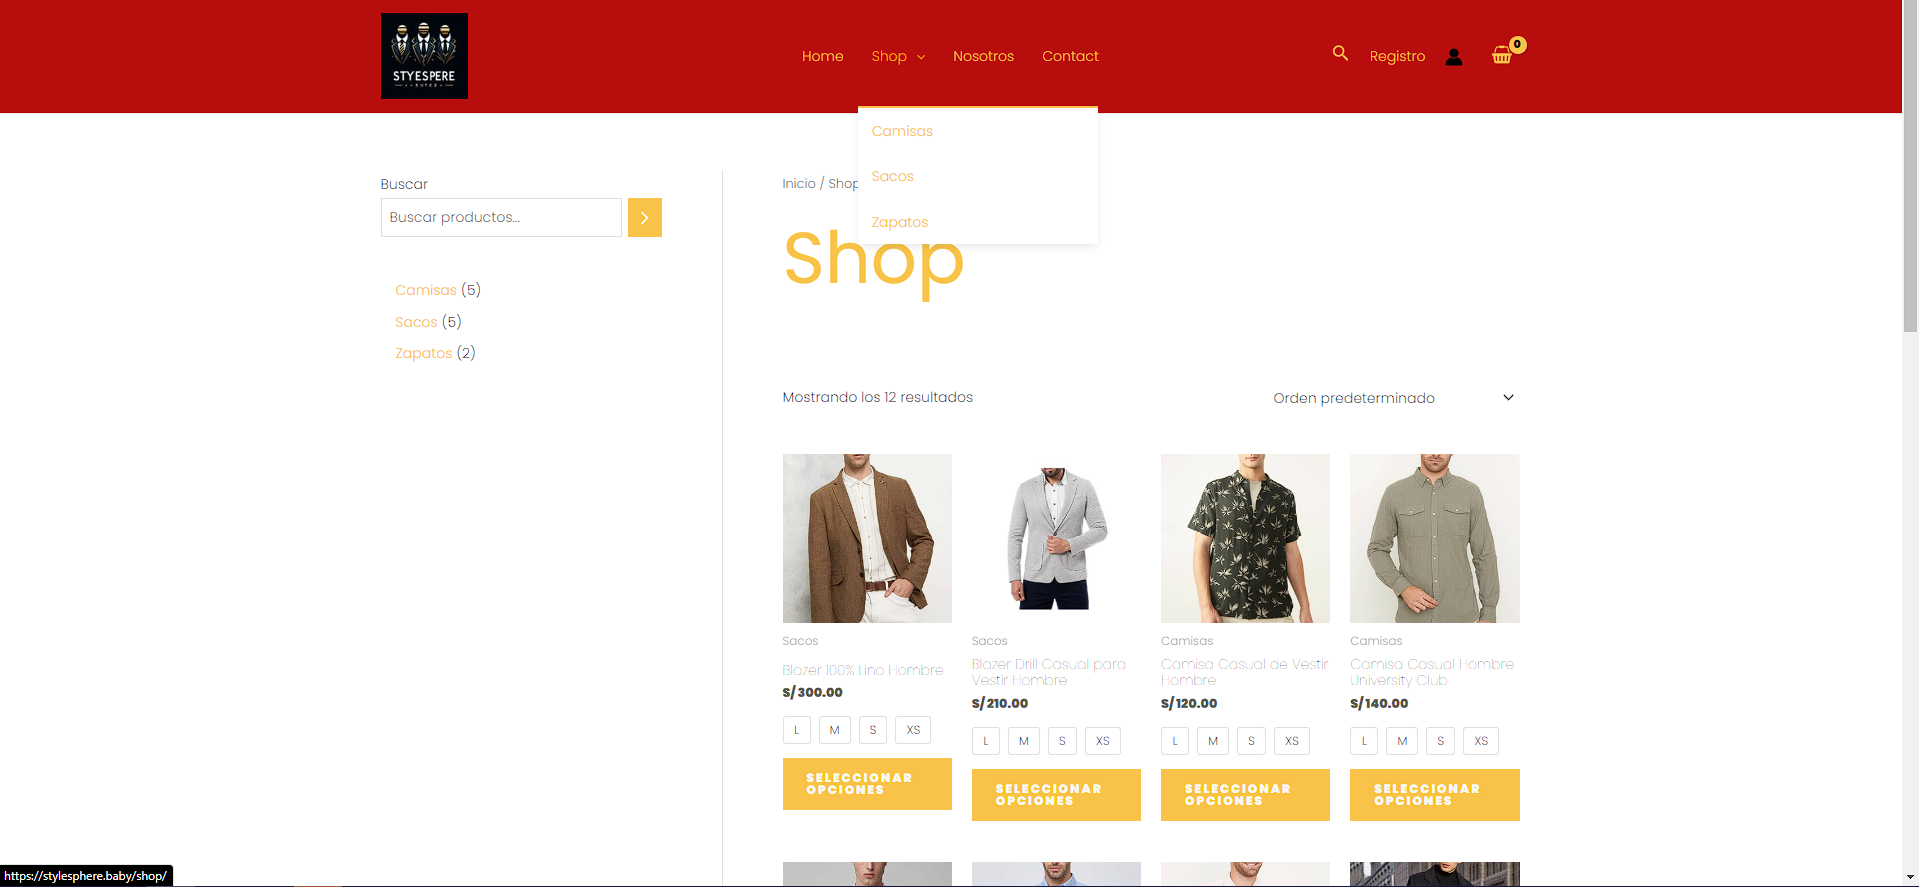 STYESPERE
Home
Shop
Nosotros
Contact
Registro
0
Camisas
Sacos
Zapatos
Buscar
Buscar productos...
Camisas (5)
Sacos (5)
Zapatos (2)
Inicio / Shop
Shop
Mostrando los 12 resultados
Orden predeterminado
Sacos
Blazer 100% Lino Hombre
S/300.00
L M S XS
SELECCIONAR
OPCIONES
Sacos
Blazer Drill Casual para
Vestir Hombre
S/210.00
L M S XS
SELECCIONAR
OPCIONES
Camisas
Camisa Casual de Vestir
Hombre
S/120.00
L M S XS
SELECCIONAR
OPCIONES
Camisas
Camisa Casual Hombre
University Club
S/140.00
L M S XS
SELECCIONAR
OPCIONES
https://stylesphere.baby/shop/